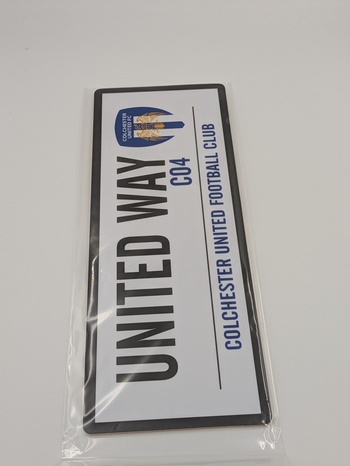 COLCHESTER
UNITED FC
UNITED WAY
CO4
COLCHESTER UNITED FOOTBALL CLUB